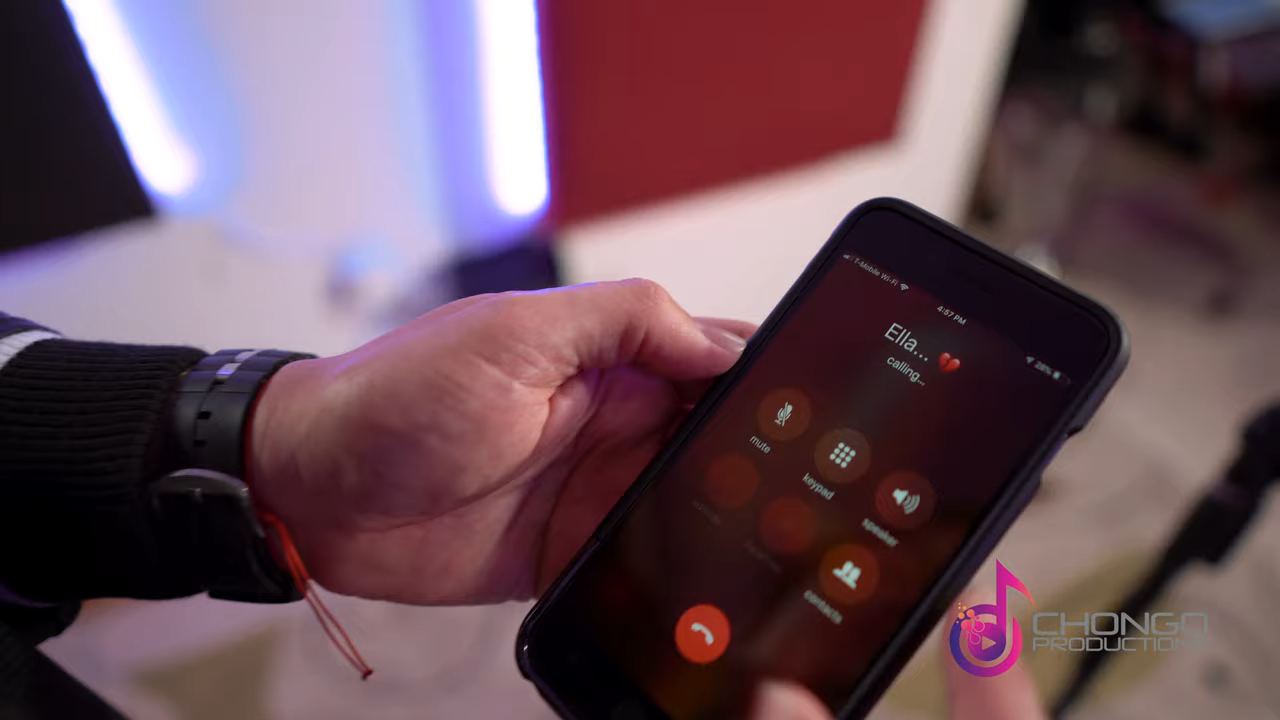 T-Mobile Wi-Fi
4:57 PM
Ella... 💔
calling...
mute
keypad
speaker
contacts
CHONGO
PRODUCTIONS